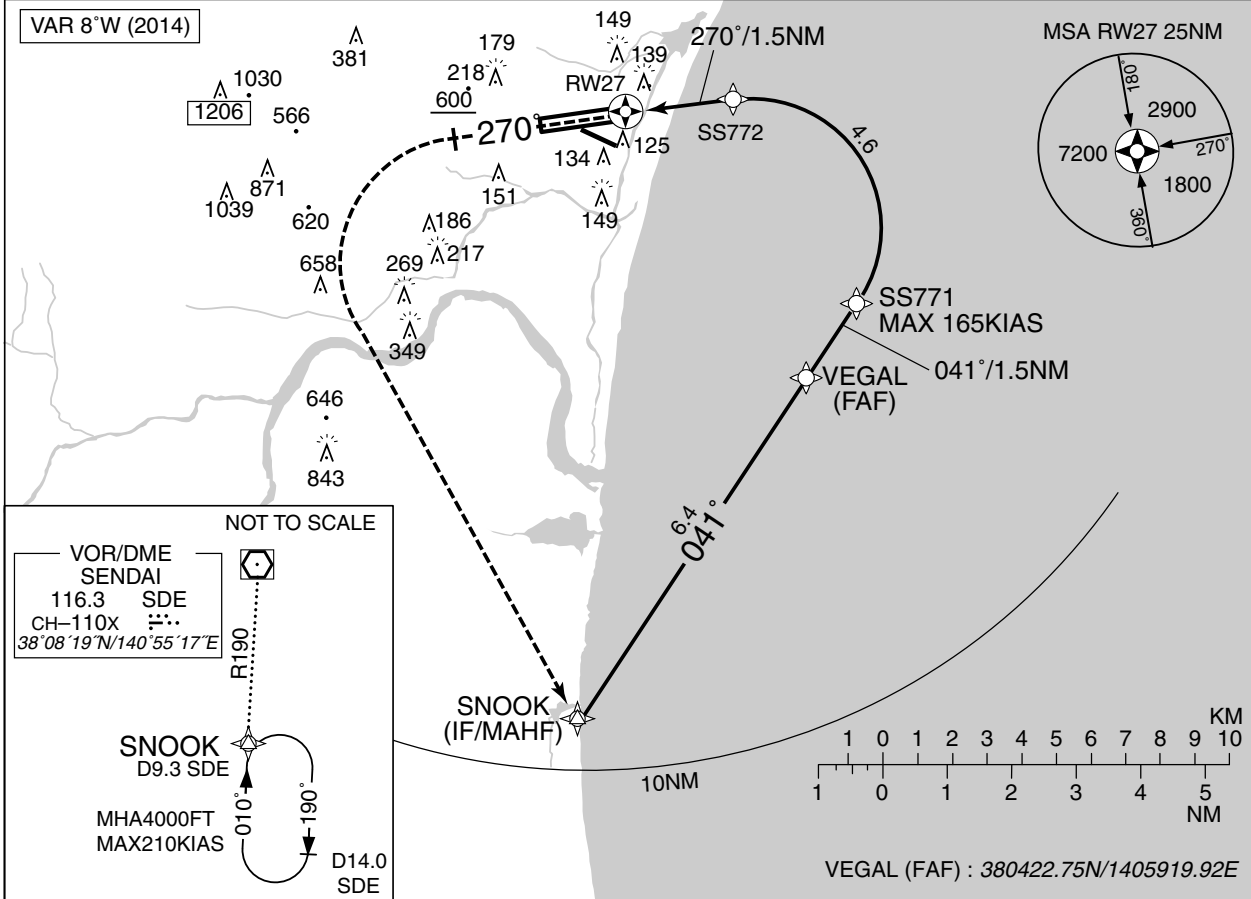 VAR 8˚W (2014)
381
179
149
270˚/1.5NM
MSA RW27 25NM
139
1030
218
RW27
1206
600
566
270˚
SS772
4.6
180˚
2900
7200
270˚
1800
360˚
134
125
871
1039
151
149
620
186
217
658
269
349
SS771
MAX 165KIAS
041˚/1.5NM
VEGAL
(FAF)
646
843
6.4
041˚
SNOOK
(IF/MAHF)
10NM
NOT TO SCALE
VOR/DME
SENDAI
116.3 SDE
CH–110X
38˚08´19˝N/140˚55´17˝E
R190
SNOOK
D9.3 SDE
010˚
190˚
MHA4000FT
MAX210KIAS
D14.0
SDE
KM
1 0 1 2 3 4 5 6 7 8 9 10
1 0 1 2 3 4 5
NM
VEGAL (FAF) : 380422.75N/1405919.92E